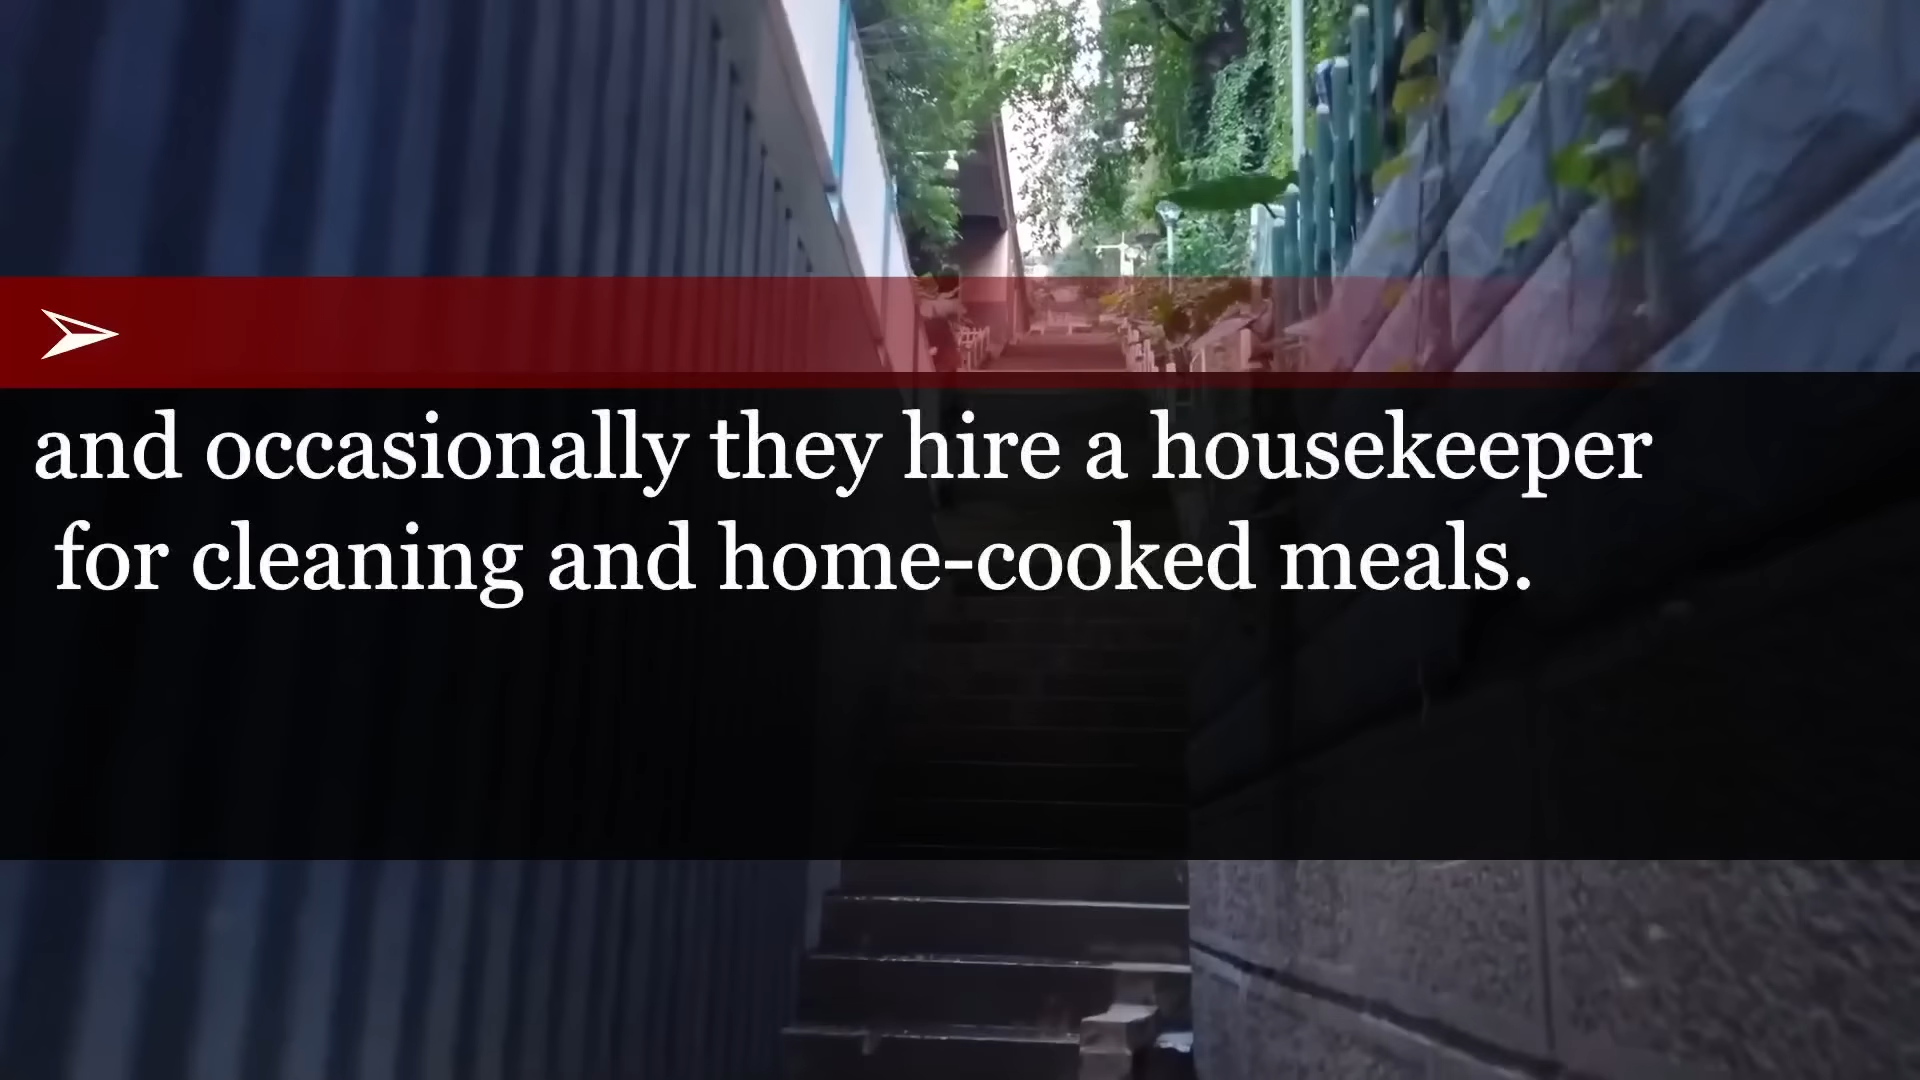 and occasionally they hire a housekeeper
for cleaning and home-cooked meals.